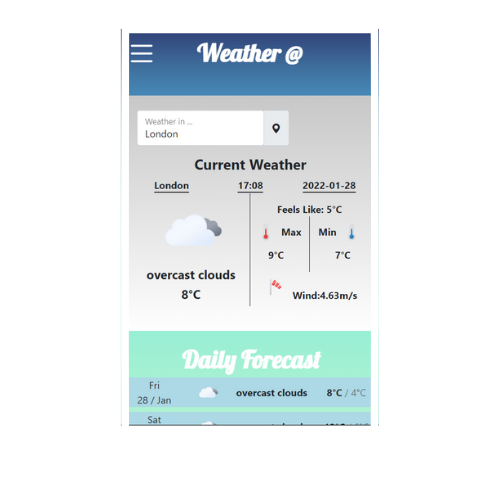 Weather @
Weather in ...
London
Current Weather
London 17:08 2022-01-28
Feels Like: 5°C
Max Min
9°C 7°C
overcast clouds
8°C
Wind:4.63m/s
Daily Forecast
Fri
28 / Jan
overcast clouds 8°C / 4°C
Sat